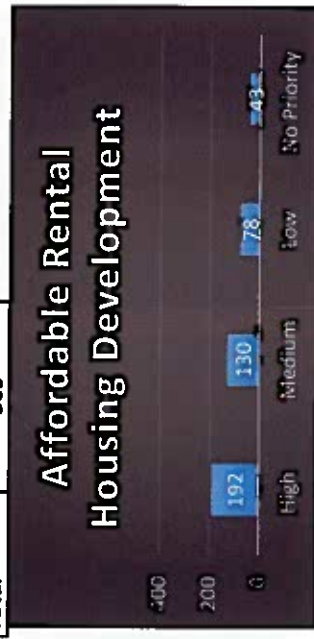 Affordable Rental
Housing Development
400
200
0
192
130
78
43
High
Medium
Low
No Priority